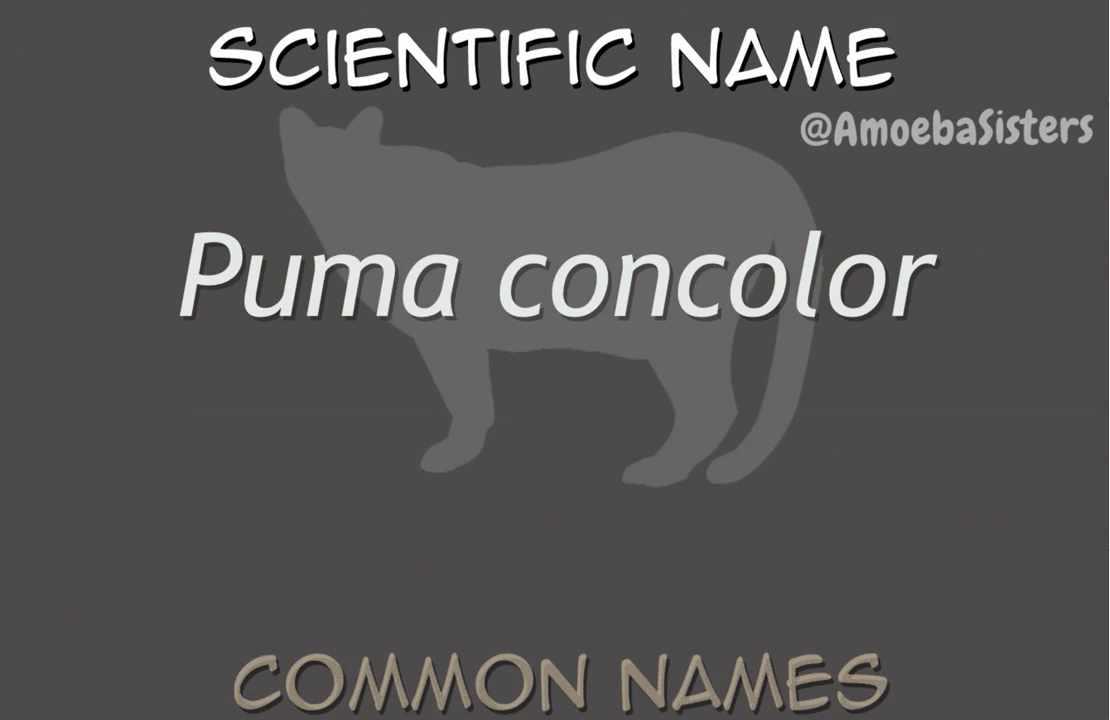 SCIENTIFIC NAME
@AmoebaSisters
Puma concolor
COMMON NAMES